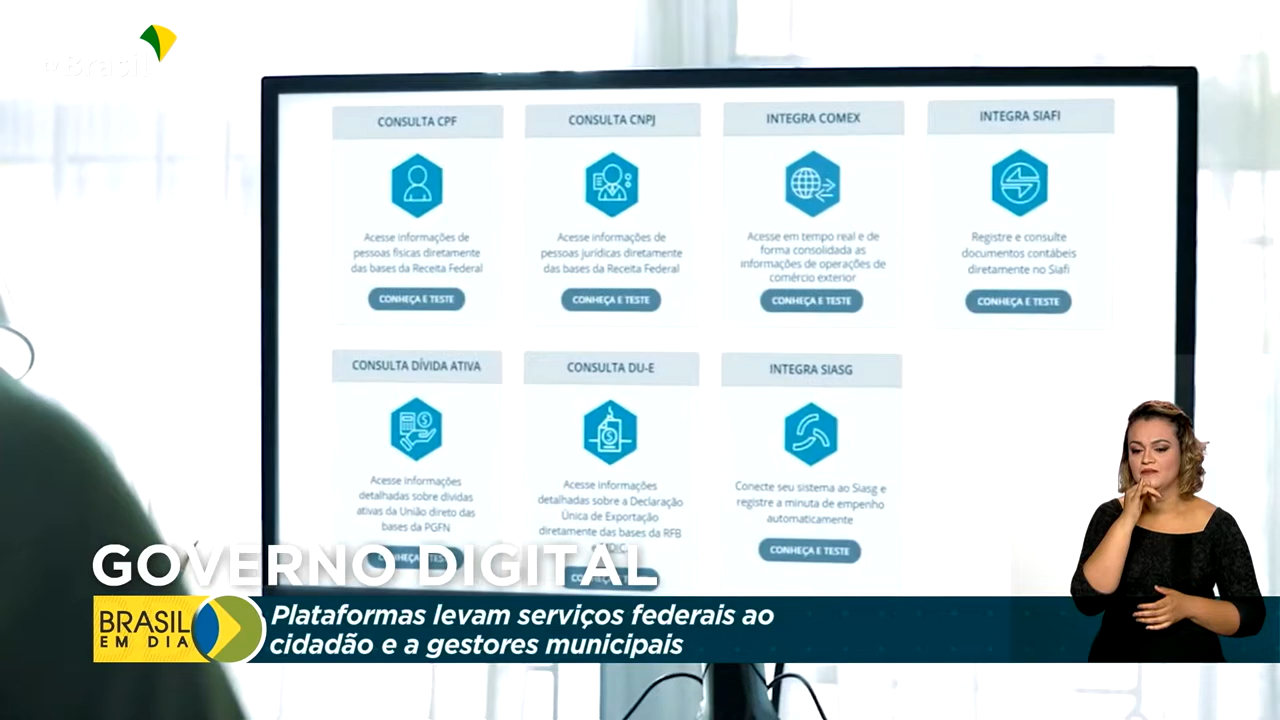 Brasil
CONSULTA CPF
Acesse informações de
pessoas físicas diretamente
das bases da Receita Federal
CONHEÇA E TESTE
CONSULTA CNPJ
Acesse informações de
pessoas jurídicas diretamente
das bases da Receita Federal
CONHEÇA E TESTE
INTEGRA COMEX
Acesse em tempo real e de
forma consolidada as
informações de operações de
comércio exterior
CONHEÇA E TESTE
INTEGRA SIAFI
Registre e consulte
documentos contábeis
diretamente no Siafi
CONHEÇA E TESTE
CONSULTA DÍVIDA ATIVA
Acesse informações
detalhadas sobre dívidas
ativas da União direto das
bases da PGFN
CONHEÇA E TESTE
CONSULTA DU-E
Acesse informações
detalhadas sobre a Declaração
Única de Exportação
diretamente das bases da RFB
CONHEÇA E TESTE
INTEGRA SIASG
Conecte seu sistema ao Siasg e
registre a minuta de empenho
automaticamente
CONHEÇA E TESTE
GOVERNO DIGITAL
BRASIL
EM DIA
Plataformas levam serviços federais ao
cidadão e a gestores municipais